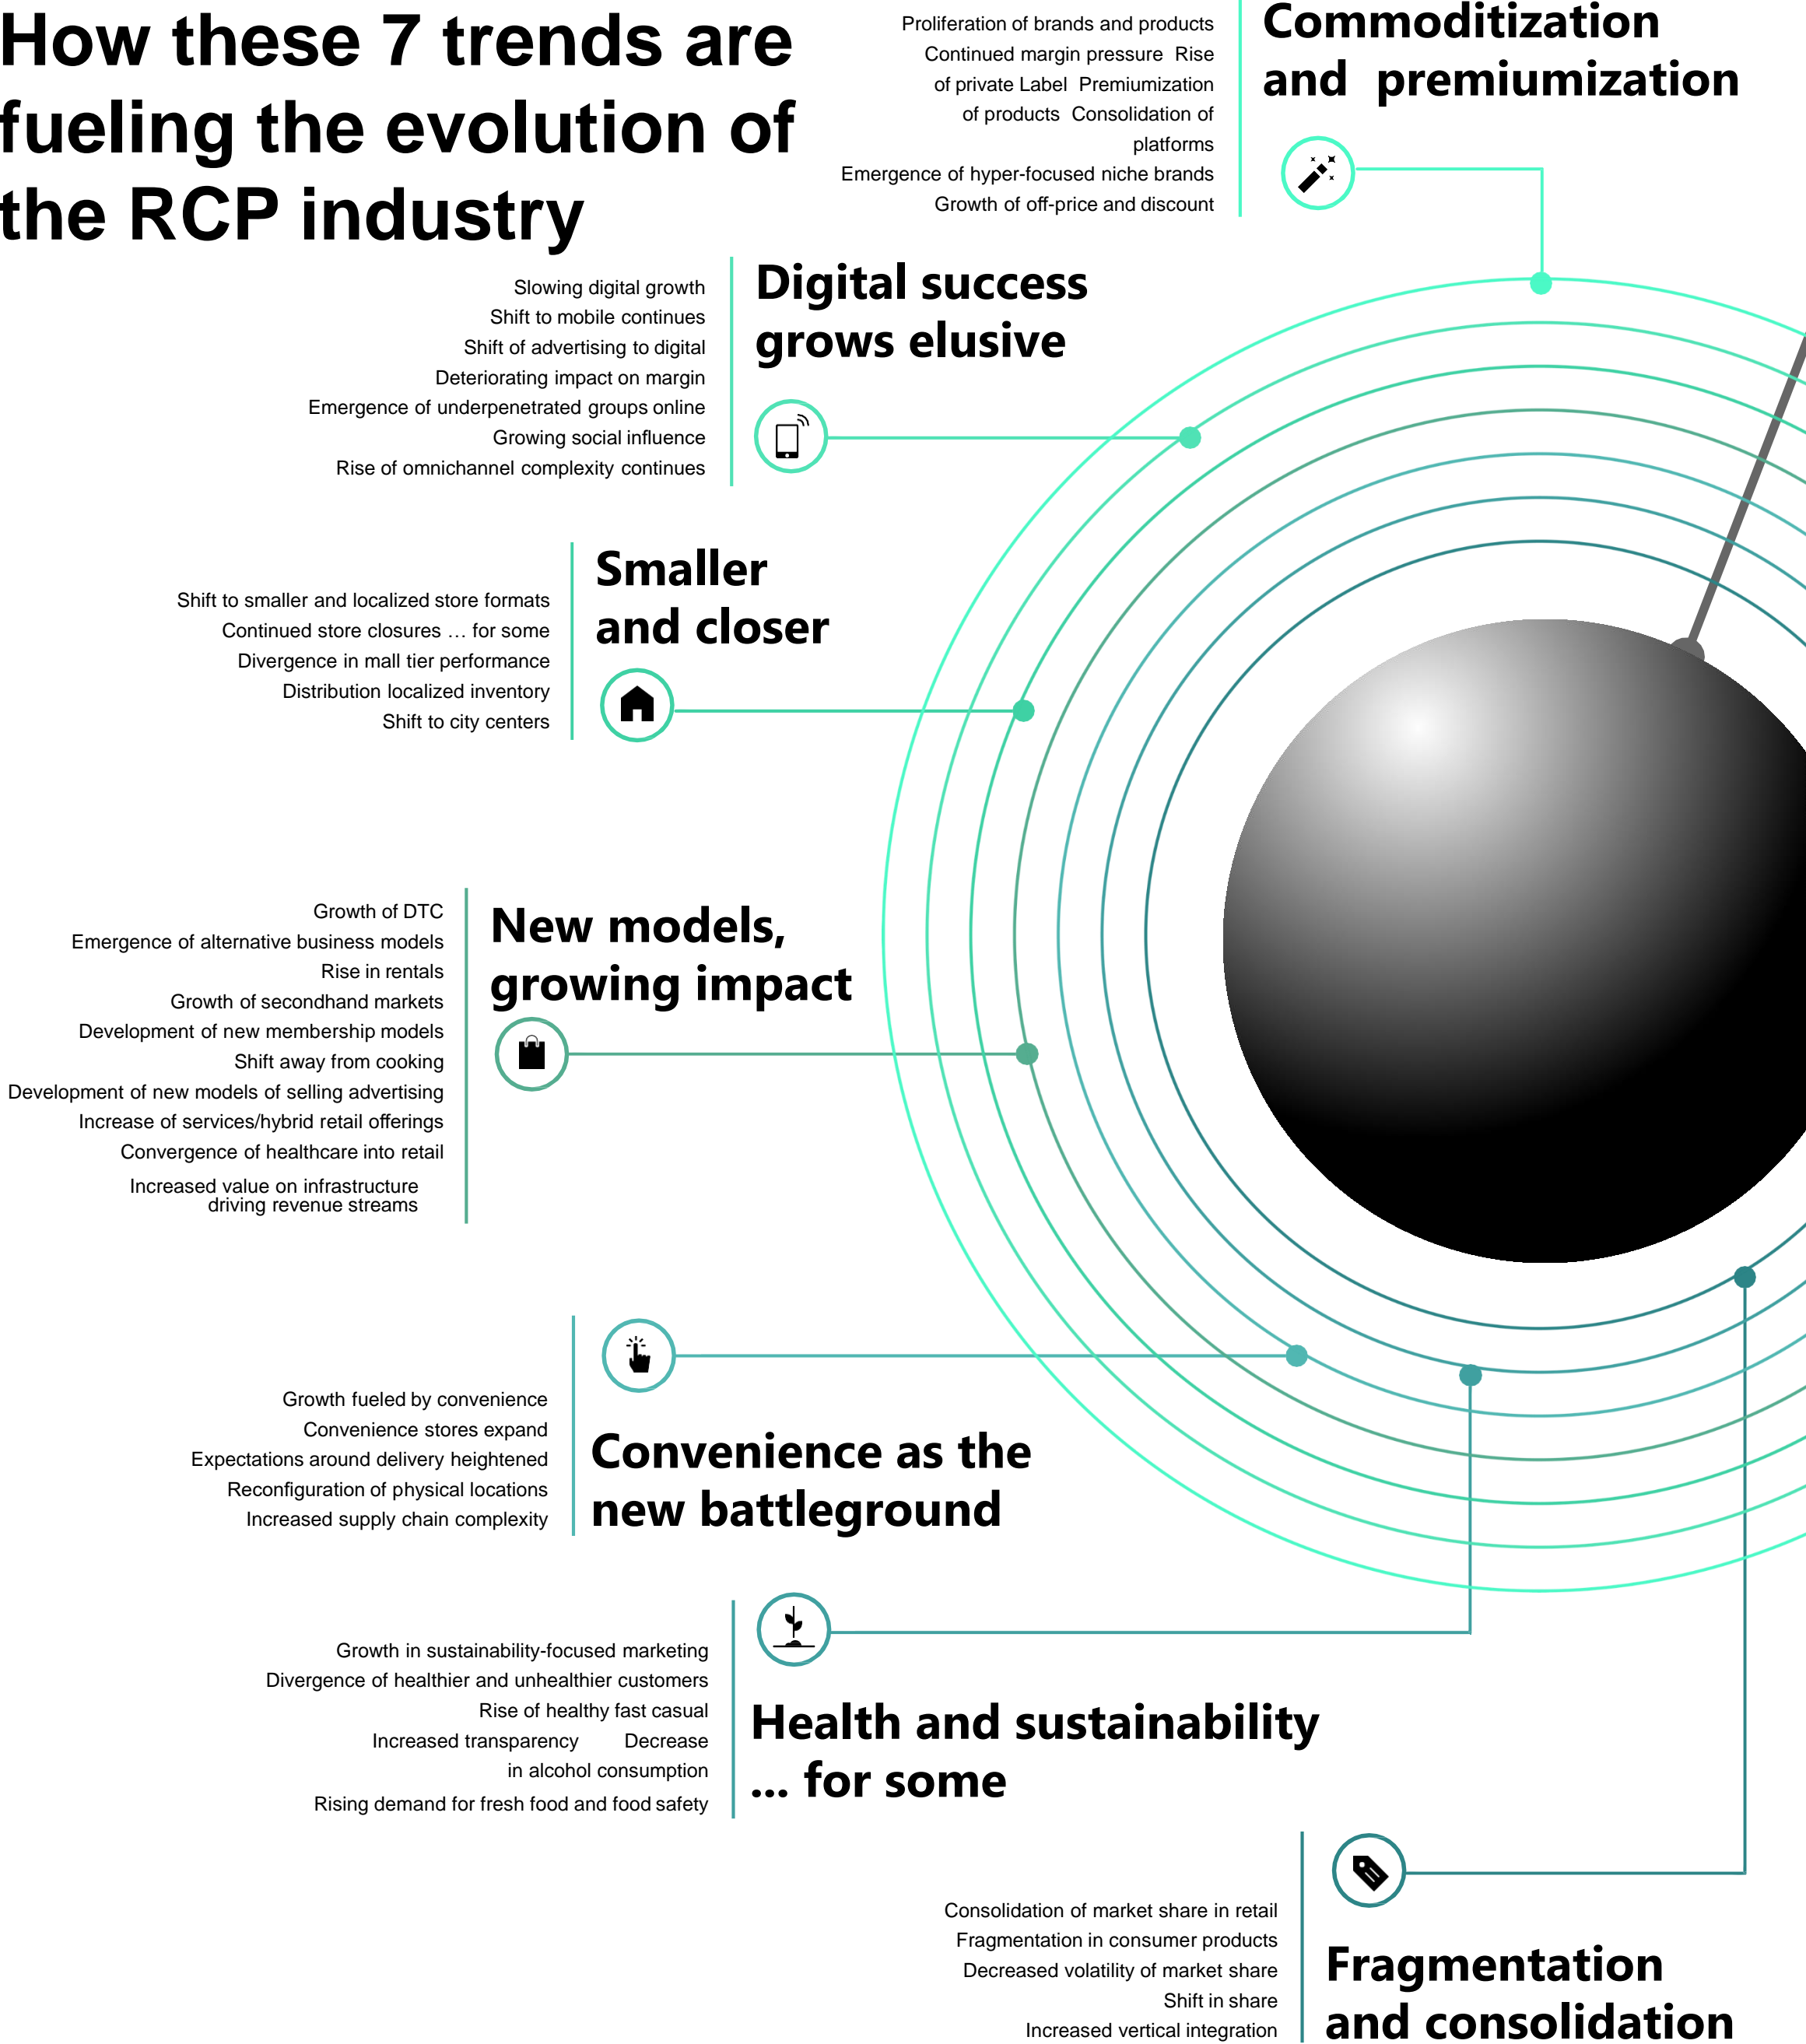 How these 7 trends are
fueling the evolution of
the RCP industry
Proliferation of brands and products
Continued margin pressure Rise
of private Label Premiumization
of products Consolidation of
platforms
Emergence of hyper-focused niche brands
Growth of off-price and discount
Commoditization
and premiumization
Slowing digital growth
Shift to mobile continues
Shift of advertising to digital
Deteriorating impact on margin
Emergence of underpenetrated groups online
Growing social influence
Rise of omnichannel complexity continues
Digital success
grows elusive
Shift to smaller and localized store formats
Continued store closures … for some
Divergence in mall tier performance
Distribution localized inventory
Shift to city centers
Smaller
and closer
Growth of DTC
Emergence of alternative business models
Rise in rentals
Growth of secondhand markets
Development of new membership models
Shift away from cooking
Development of new models of selling advertising
Increase of services/hybrid retail offerings
Convergence of healthcare into retail
Increased value on infrastructure
driving revenue streams
New models,
growing impact
Growth fueled by convenience
Convenience stores expand
Expectations around delivery heightened
Reconfiguration of physical locations
Increased supply chain complexity
Convenience as the
new battleground
Growth in sustainability-focused marketing
Divergence of healthier and unhealthier customers
Rise of healthy fast casual
Increased transparency Decrease
in alcohol consumption
Rising demand for fresh food and food safety
Health and sustainability
... for some
Consolidation of market share in retail
Fragmentation in consumer products
Decreased volatility of market share
Shift in share
Increased vertical integration
Fragmentation
and consolidation